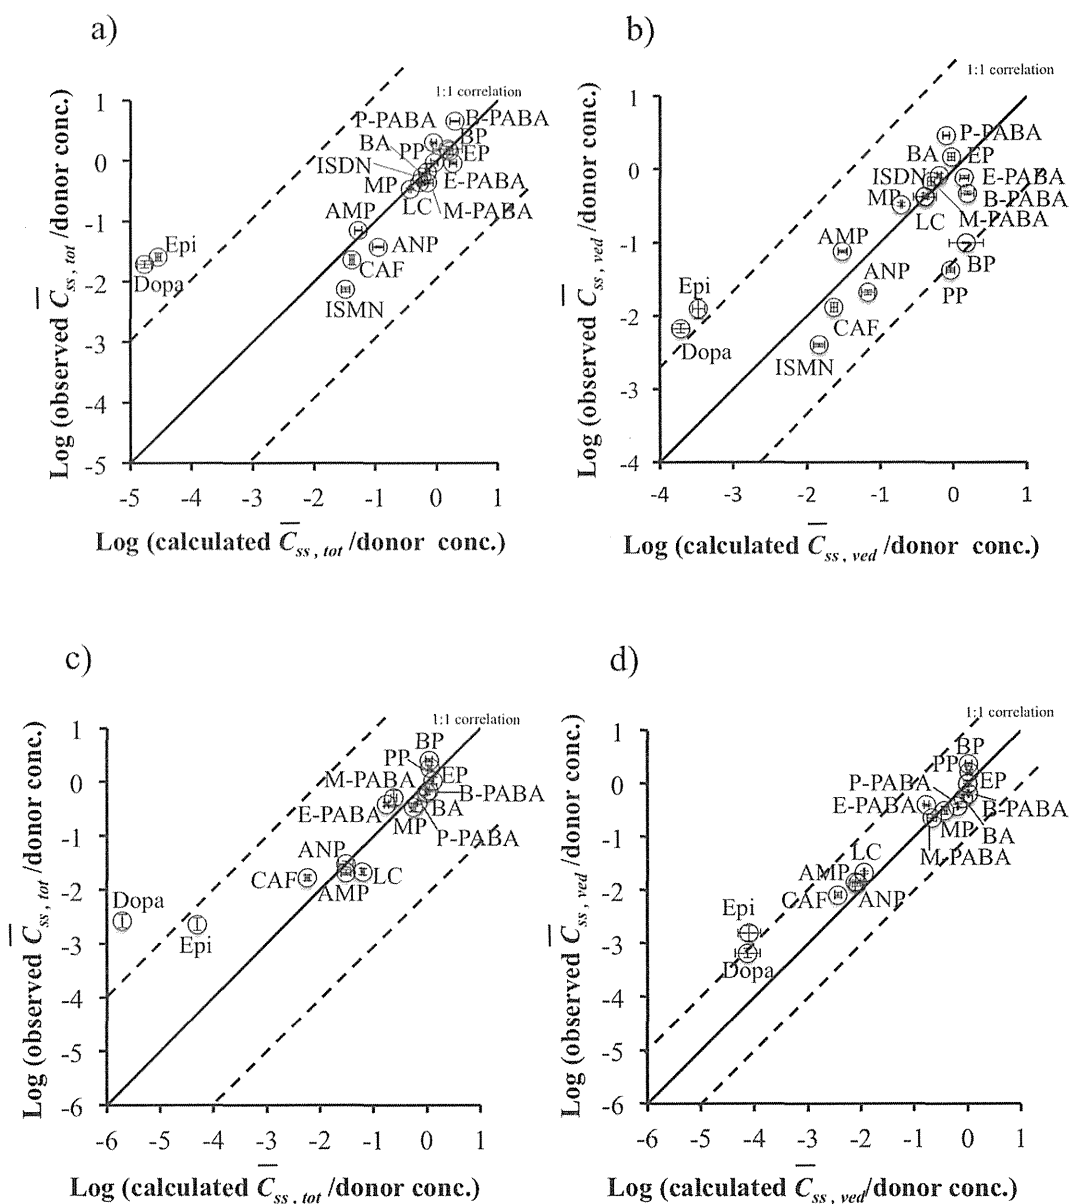 a)
1:1 correlation
P-PABA
B-PABA
BA
BP
PP
EP
ISDN
E-PABA
MP
LC
M-PABA
AMP
ANP
Epi
CAF
Dopa
ISMN
1
0
-1
-2
-3
-4
-5
-5 -4 -3 -2 -1 0 1
Log (observed C ss, tot /donor conc.)
Log (calculated C ss, tot /donor conc.)
b)
1:1 correlation
P-PABA
BA
EP
ISDN
E-PABA
MP
B-PABA
LC
M-PABA
AMP
BP
ANP
PP
Epi
CAF
Dopa
ISMN
1
0
-1
-2
-3
-4
-4 -3 -2 -1 0 1
Log (observed C ss, ved /donor conc.)
Log (calculated C ss, ved /donor conc.)
c)
1:1 correlation
BP
PP
M-PABA
EP
B-PABA
E-PABA
BA
MP
P-PABA
ANP
CAF
LC
AMP
Dopa
Epi
1
0
-1
-2
-3
-4
-5
-6
-6 -5 -4 -3 -2 -1 0 1
Log (observed C ss, tot /donor conc.)
Log (calculated C ss, tot /donor conc.)
d)
1:1 correlation
BP
PP
P-PABA
EP
E-PABA
B-PABA
MP
BA
M-PABA
LC
AMP
CAF
ANP
Epi
Dopa
1
0
-1
-2
-3
-4
-5
-6
-6 -5 -4 -3 -2 -1 0 1
Log (observed C ss, ved /donor conc.)
Log (calculated C ss, ved/donor conc.)